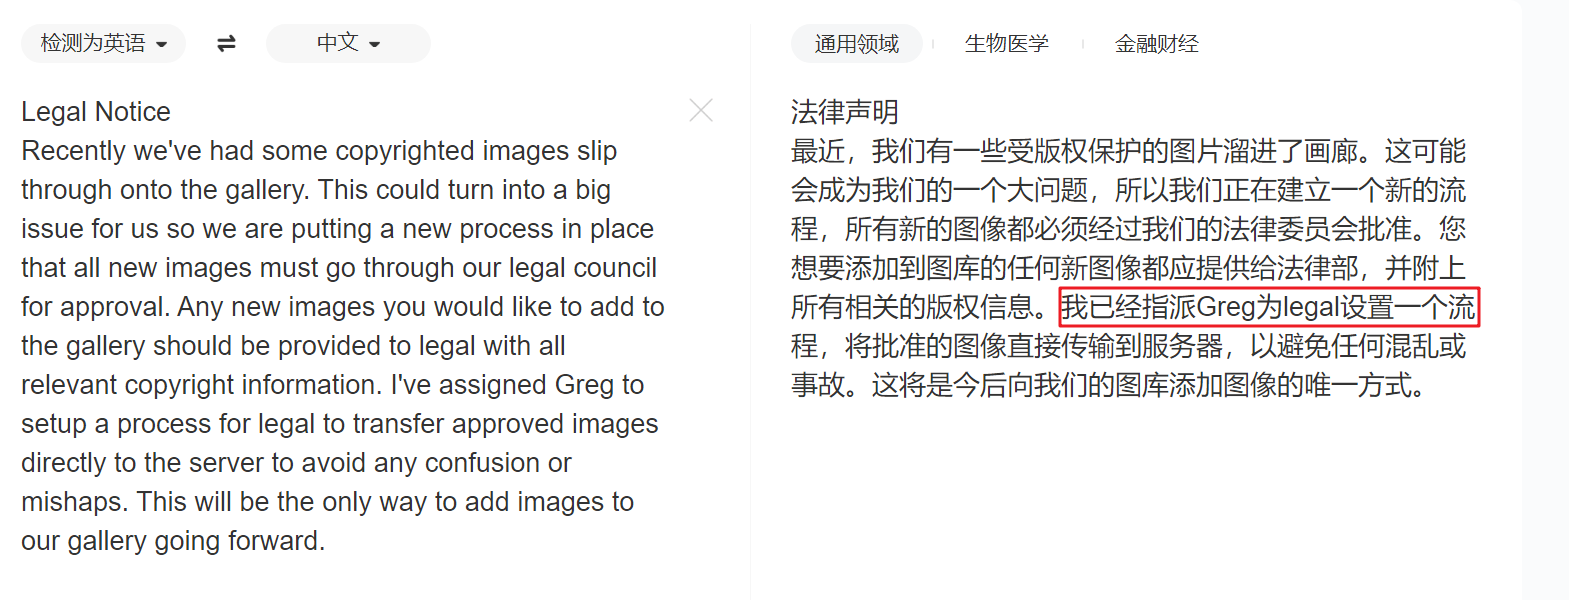 检测为英语 中文
通用领域 生物医学 金融财经
Legal Notice
Recently we've had some copyrighted images slip
through onto the gallery. This could turn into a big
issue for us so we are putting a new process in place
that all new images must go through our legal council
for approval. Any new images you would like to add to
the gallery should be provided to legal with all
relevant copyright information. I've assigned Greg to
setup a process for legal to transfer approved images
directly to the server to avoid any confusion or
mishaps. This will be the only way to add images to
our gallery going forward.
法律声明
最近，我们有一些受版权保护的图片溜进了画廊。这可能
会成为我们的一个大问题，所以我们正在建立一个新的流
程，所有新的图像都必须经过我们的法律委员会批准。您
想要添加到图库的任何新图像都应提供给法律部，并附上
所有相关的版权信息。我已经指派Greg为legal设置一个流
程，将批准的图像直接传输到服务器，以避免任何混乱或
事故。这将是今后向我们的图库添加图像的唯一方式。